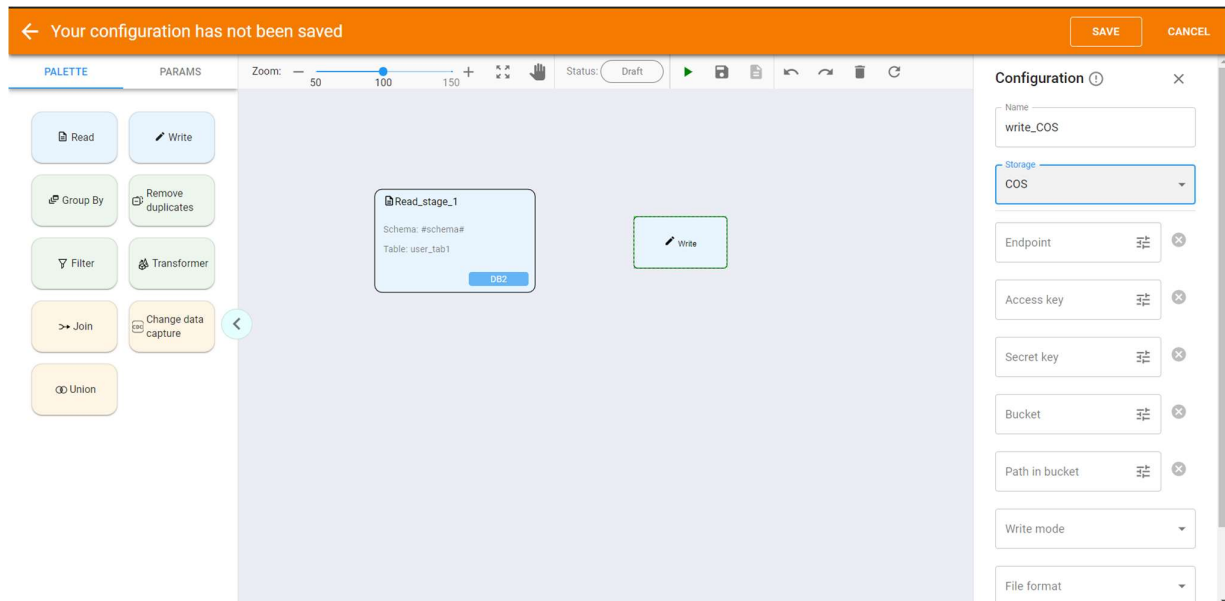 Your configuration has not been saved
SAVE
CANCEL
PALETTE
PARAMS
Zoom:
50
100
150
Status:
Draft
Read
Write
Group By
Remove
duplicates
Filter
Transformer
Join
CDC
Change data
capture
Union
Read_stage_1
Schema: #schema#
Table: user_tab1
DB2
Write
Configuration
Name
write_COS
Storage
COS
Endpoint
Access key
Secret key
Bucket
Path in bucket
Write mode
File format